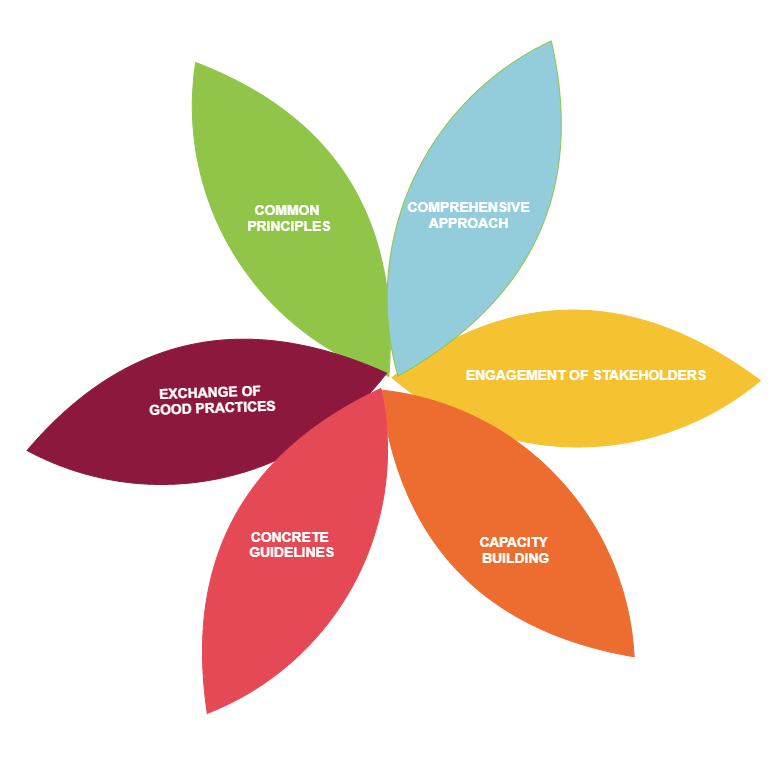 COMMON
PRINCIPLES
COMPREHENSIVE
APPROACH
ENGAGEMENT OF STAKEHOLDERS
CAPACITY
BUILDING
CONCRETE
GUIDELINES
EXCHANGE OF
GOOD PRACTICES